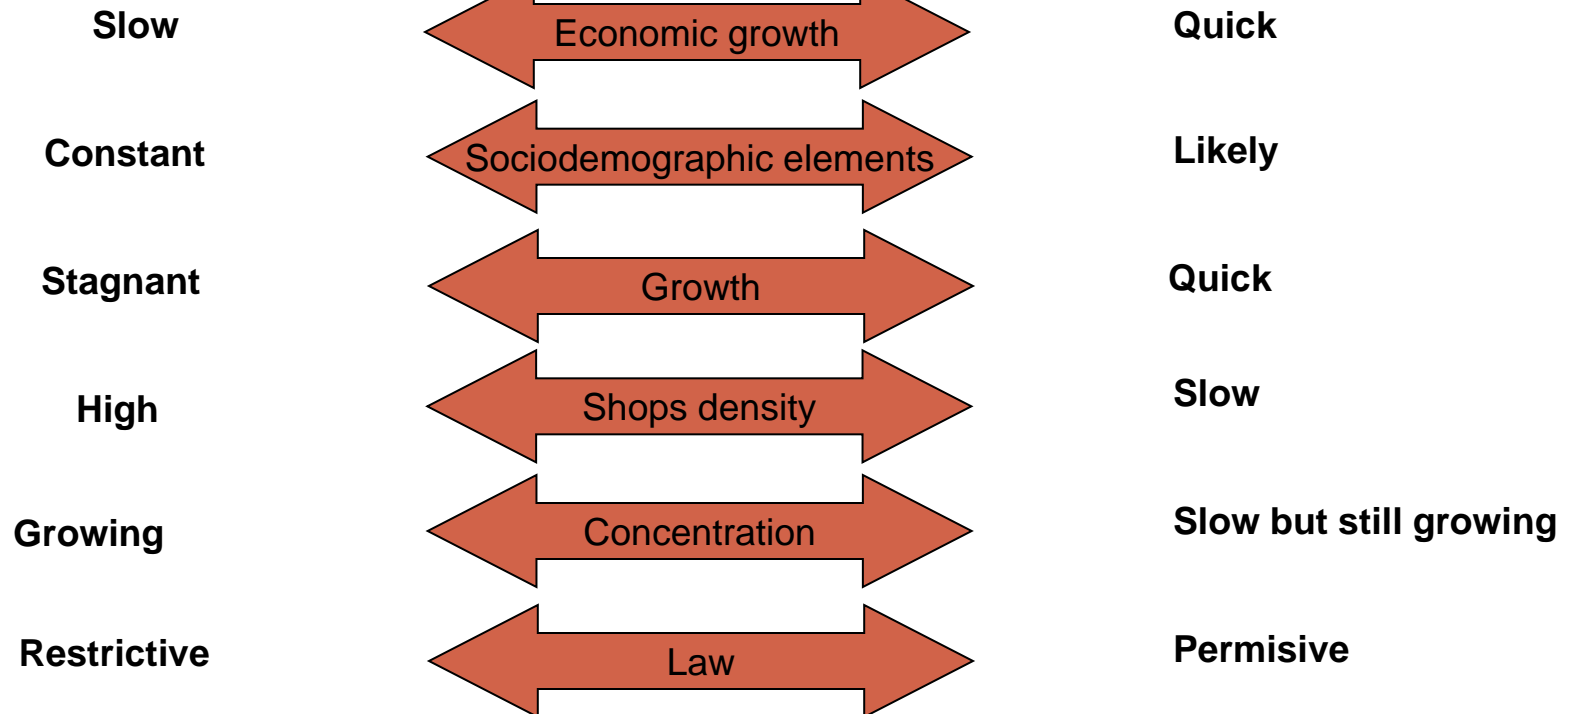 Slow Economic growth Quick
Constant Sociodemographic elements Likely
Stagnant Growth Quick
High Shops density Slow
Growing Concentration Slow but still growing
Restrictive Law Permisive